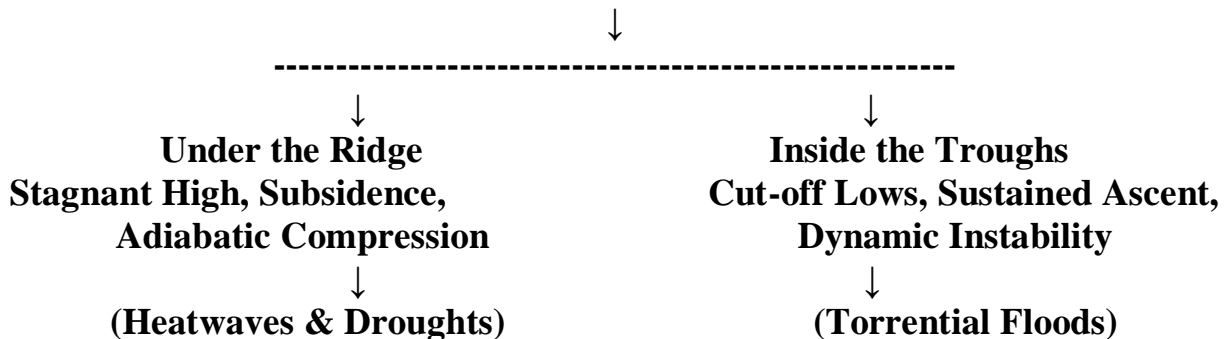 ↓
-------------------------------------------------------
↓ ↓
Under the Ridge Inside the Troughs
Stagnant High, Subsidence, Cut-off Lows, Sustained Ascent,
Adiabatic Compression Dynamic Instability
↓ ↓
(Heatwaves & Droughts) (Torrential Floods)